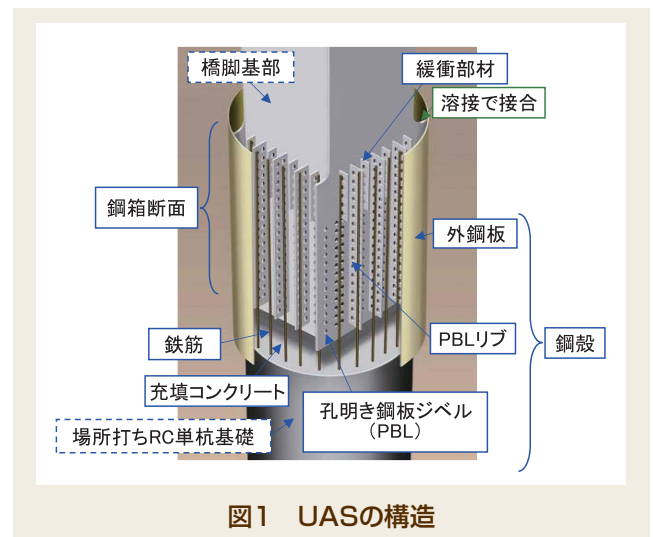 橋脚基部
緩衝部材
溶接で接合
鋼箱断面
外鋼板
鉄筋
PBLリブ
鋼殻
充填コンクリート
孔明き鋼板ジベル
(PBL)
場所打ちRC単杭基礎
図1 UASの構造